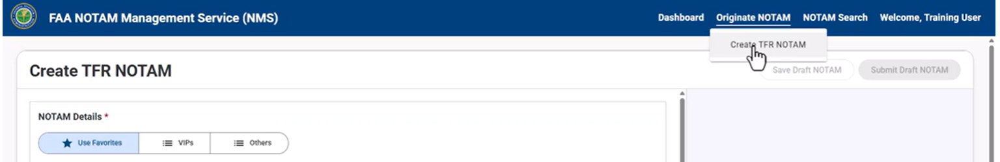 FAA NOTAM Management Service (NMS)
Dashboard Originate NOTAM NOTAM Search Welcome, Training User
Create TFR NOTAM
Create TFR NOTAM
Save Draft NOTAM Submit Draft NOTAM
NOTAM Details *
Use Favorites VIPs Others